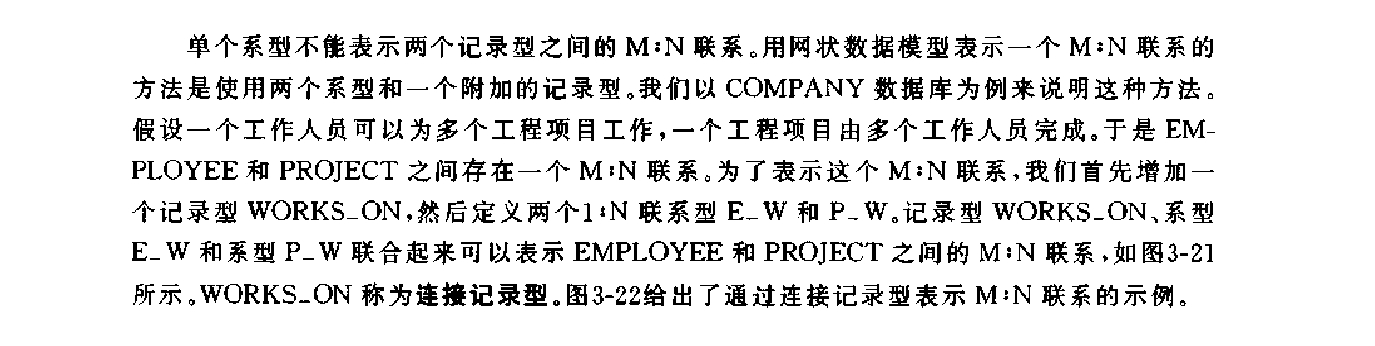 单个系型不能表示两个记录型之间的 M:N 联系。用网状数据模型表示一个 M:N 联系的
方法是使用两个系型和一个附加的记录型。我们以 COMPANY 数据库为例来说明这种方法。
假设一个工作人员可以为多个工程项目工作,一个工程项目由多个工作人员完成。于是 EM-
PLOYEE 和 PROJECT 之间存在一个 M:N 联系。为了表示这个 M:N 联系,我们首先增加一
个记录型 WORKS_ON,然后定义两个1:N 联系型 E_W 和 P_W。记录型 WORKS_ON、系型
E_W 和系型 P_W 联合起来可以表示 EMPLOYEE 和 PROJECT 之间的 M:N 联系,如图3-21
所示。WORKS_ON 称为连接记录型。图3-22给出了通过连接记录型表示 M:N 联系的示例。